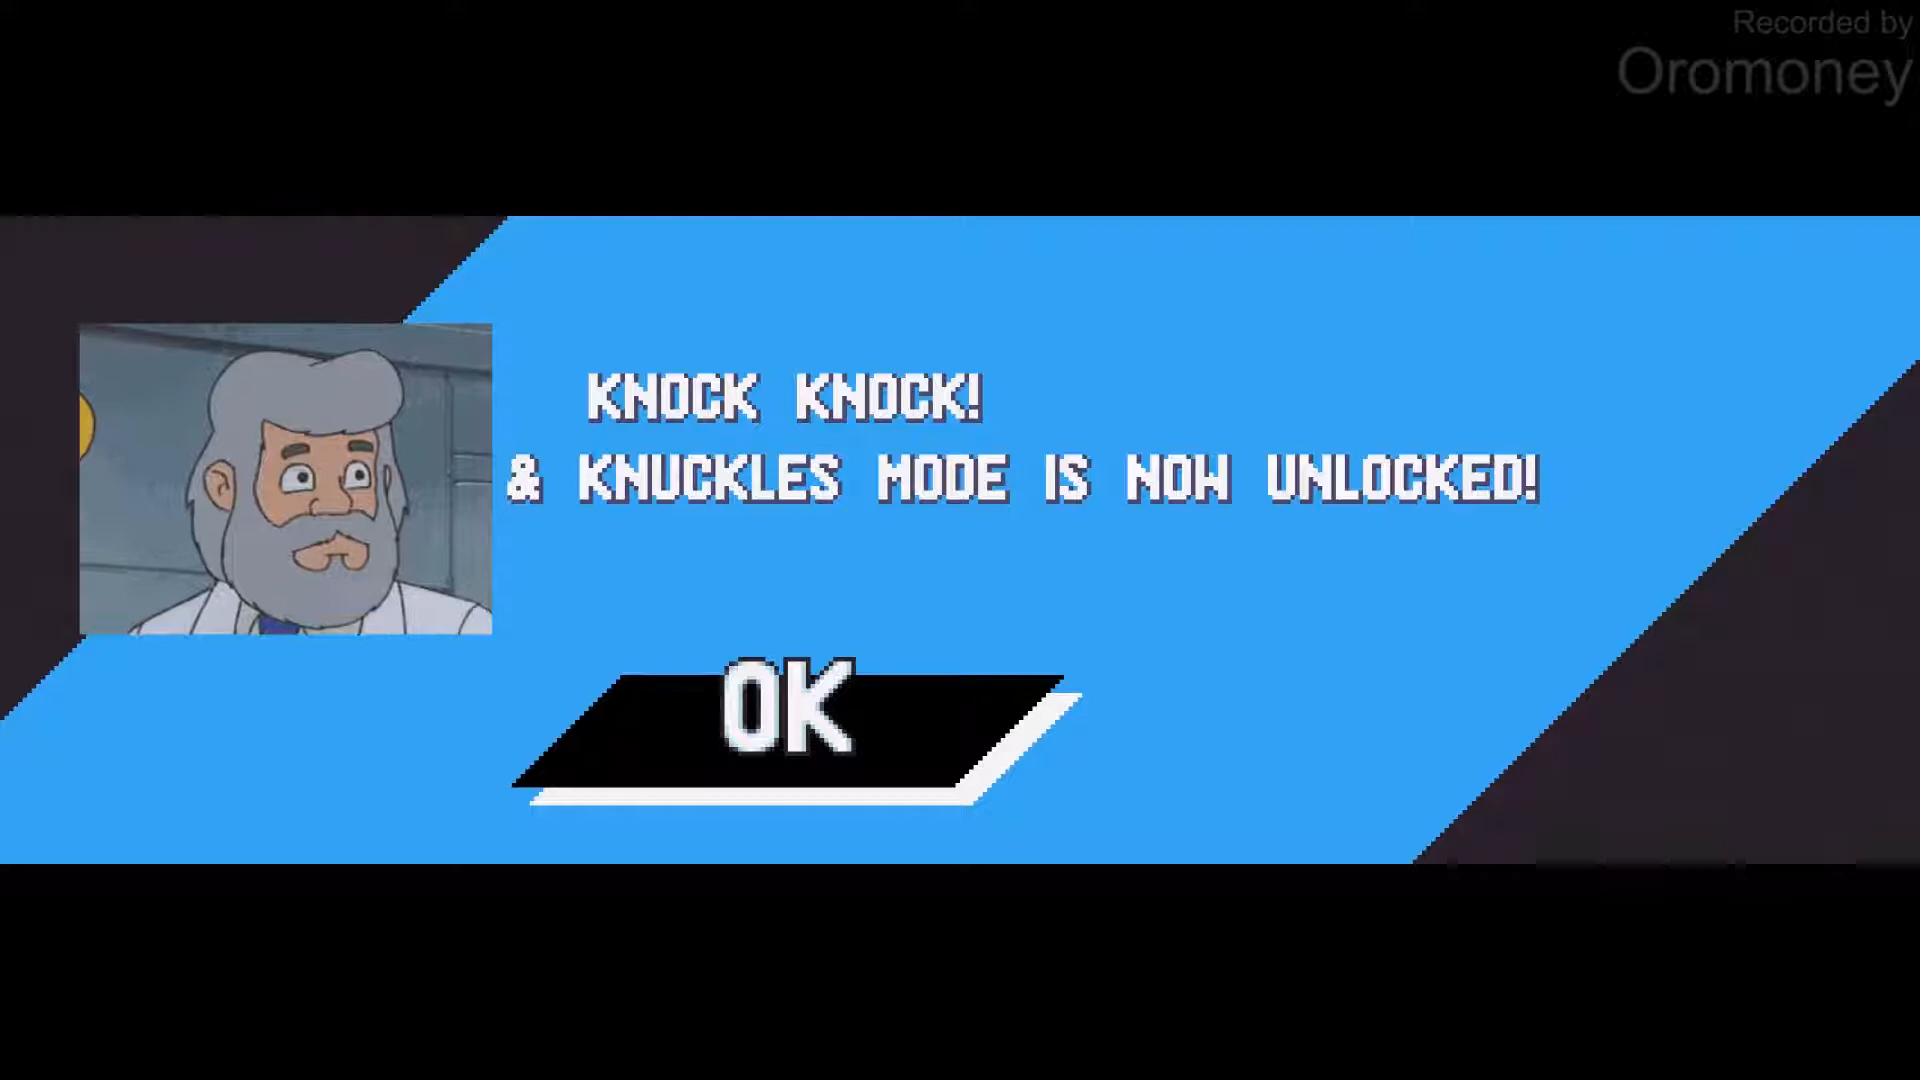 Recorded by
Oromoney
KNOCK KNOCK!
& KNUCKLES MODE IS NOW UNLOCKED!
OK